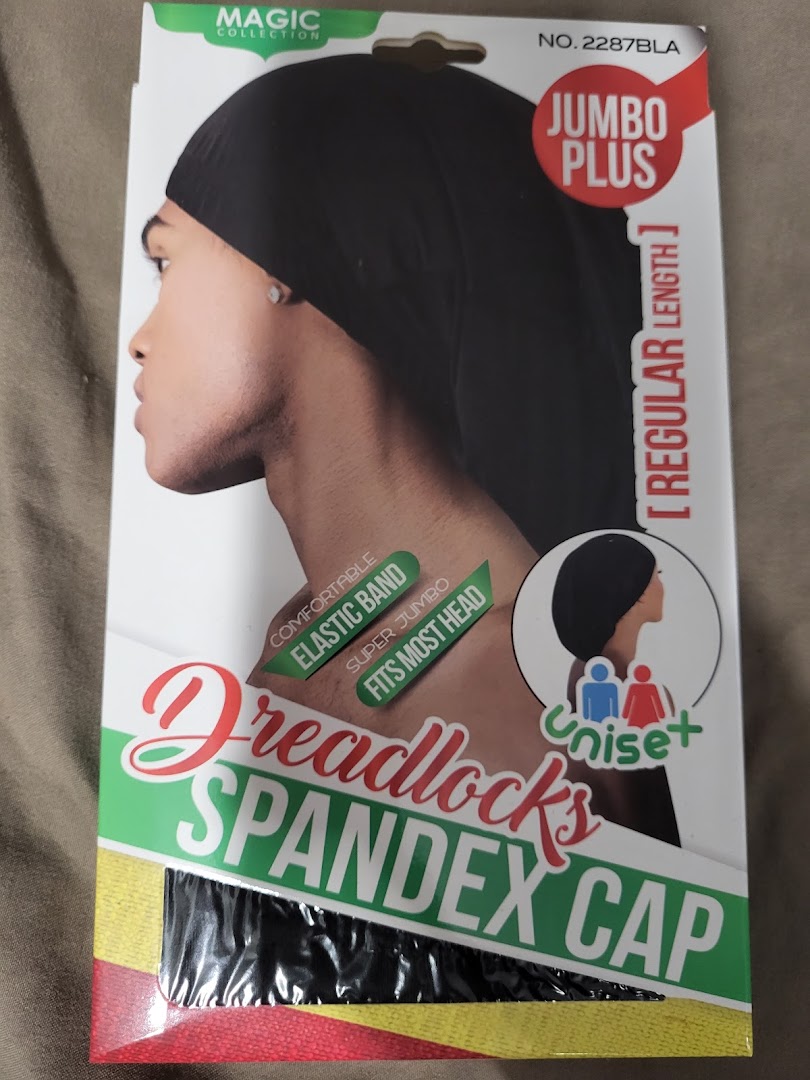 MAGIC
COLLECTION
NO. 2287BLA
JUMBO
PLUS
[ REGULAR LENGTH ]
COMFORTABLE
ELASTIC BAND
SUPER JUMBO
FITS MOST HEAD
unise+
Dreadlocks
SPANDEX CAP